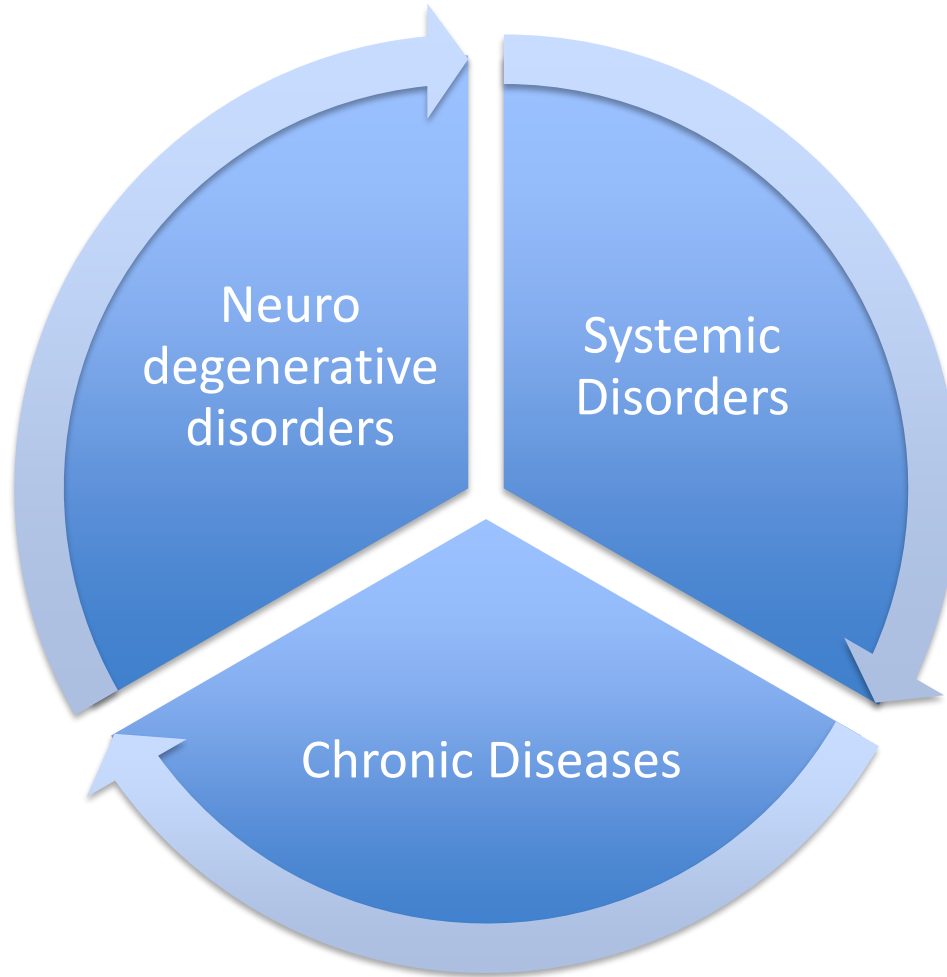 Neuro
degenerative
disorders
Systemic
Disorders
Chronic Diseases